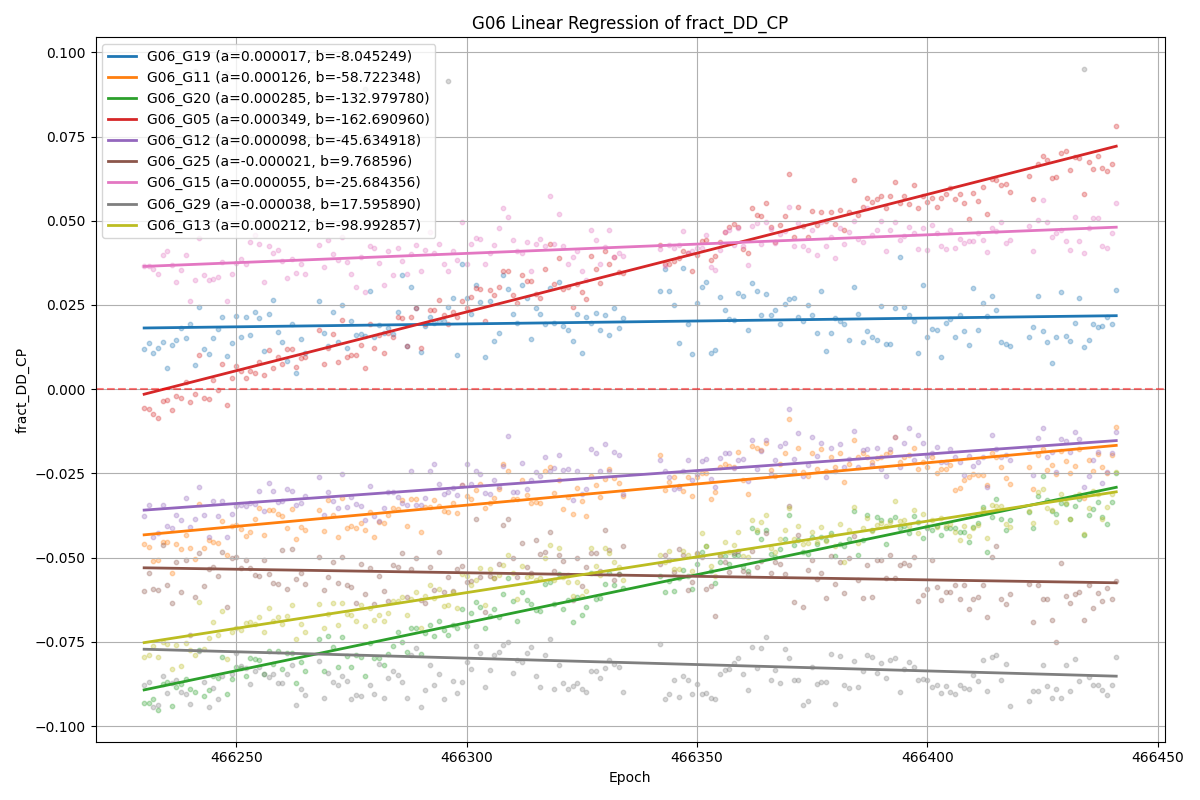 G06 Linear Regression of fract_DD_CP
G06_G19 (a=0.000017, b=-8.045249)
G06_G11 (a=0.000126, b=-58.722348)
G06_G20 (a=0.000285, b=-132.979780)
G06_G05 (a=0.000349, b=-162.690960)
G06_G12 (a=0.000098, b=-45.634918)
G06_G25 (a=-0.000021, b=9.768596)
G06_G15 (a=0.000055, b=-25.684356)
G06_G29 (a=-0.000038, b=17.595890)
G06_G13 (a=0.000212, b=-98.992857)
0.100
0.075
0.050
0.025
0.000
−0.025
−0.050
−0.075
−0.100
fract_DD_CP
466250
466300
466350
466400
466450
Epoch